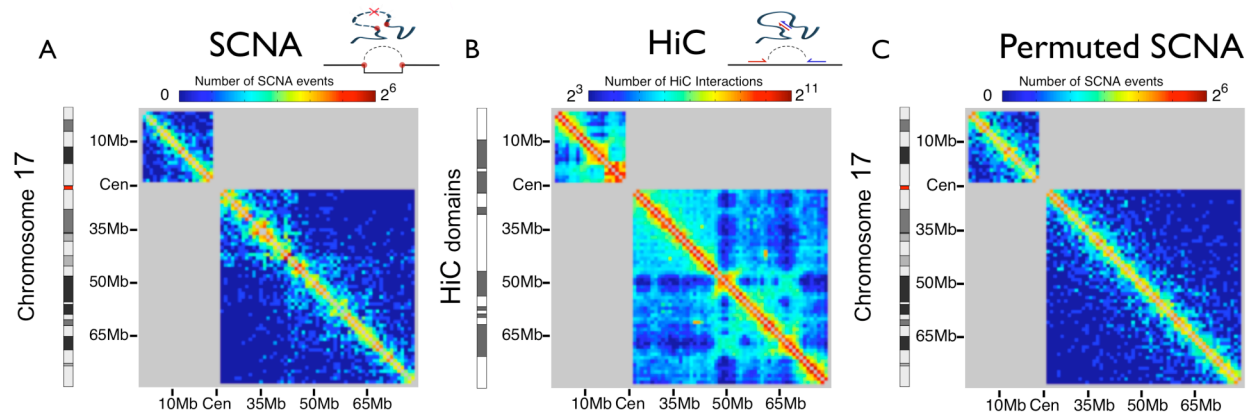 A
SCNA
Number of SCNA events
0
2^6
Chromosome 17
10Mb
Cen
35Mb
50Mb
65Mb
10Mb Cen 35Mb 50Mb 65Mb
B
HiC
Number of HiC Interactions
2^3
2^11
HiC domains
10Mb
Cen
35Mb
50Mb
65Mb
10Mb Cen 35Mb 50Mb 65Mb
C
Permuted SCNA
Number of SCNA events
0
2^6
Chromosome 17
10Mb
Cen
35Mb
50Mb
65Mb
10Mb Cen 35Mb 50Mb 65Mb